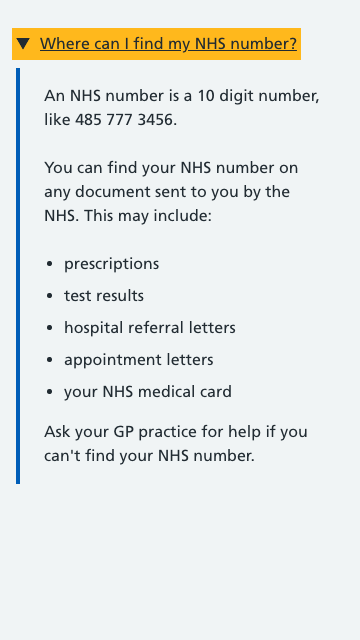 Where can I find my NHS number?
An NHS number is a 10 digit number,
like 485 777 3456.
You can find your NHS number on
any document sent to you by the
NHS. This may include:
prescriptions
test results
hospital referral letters
appointment letters
your NHS medical card
Ask your GP practice for help if you
can't find your NHS number.